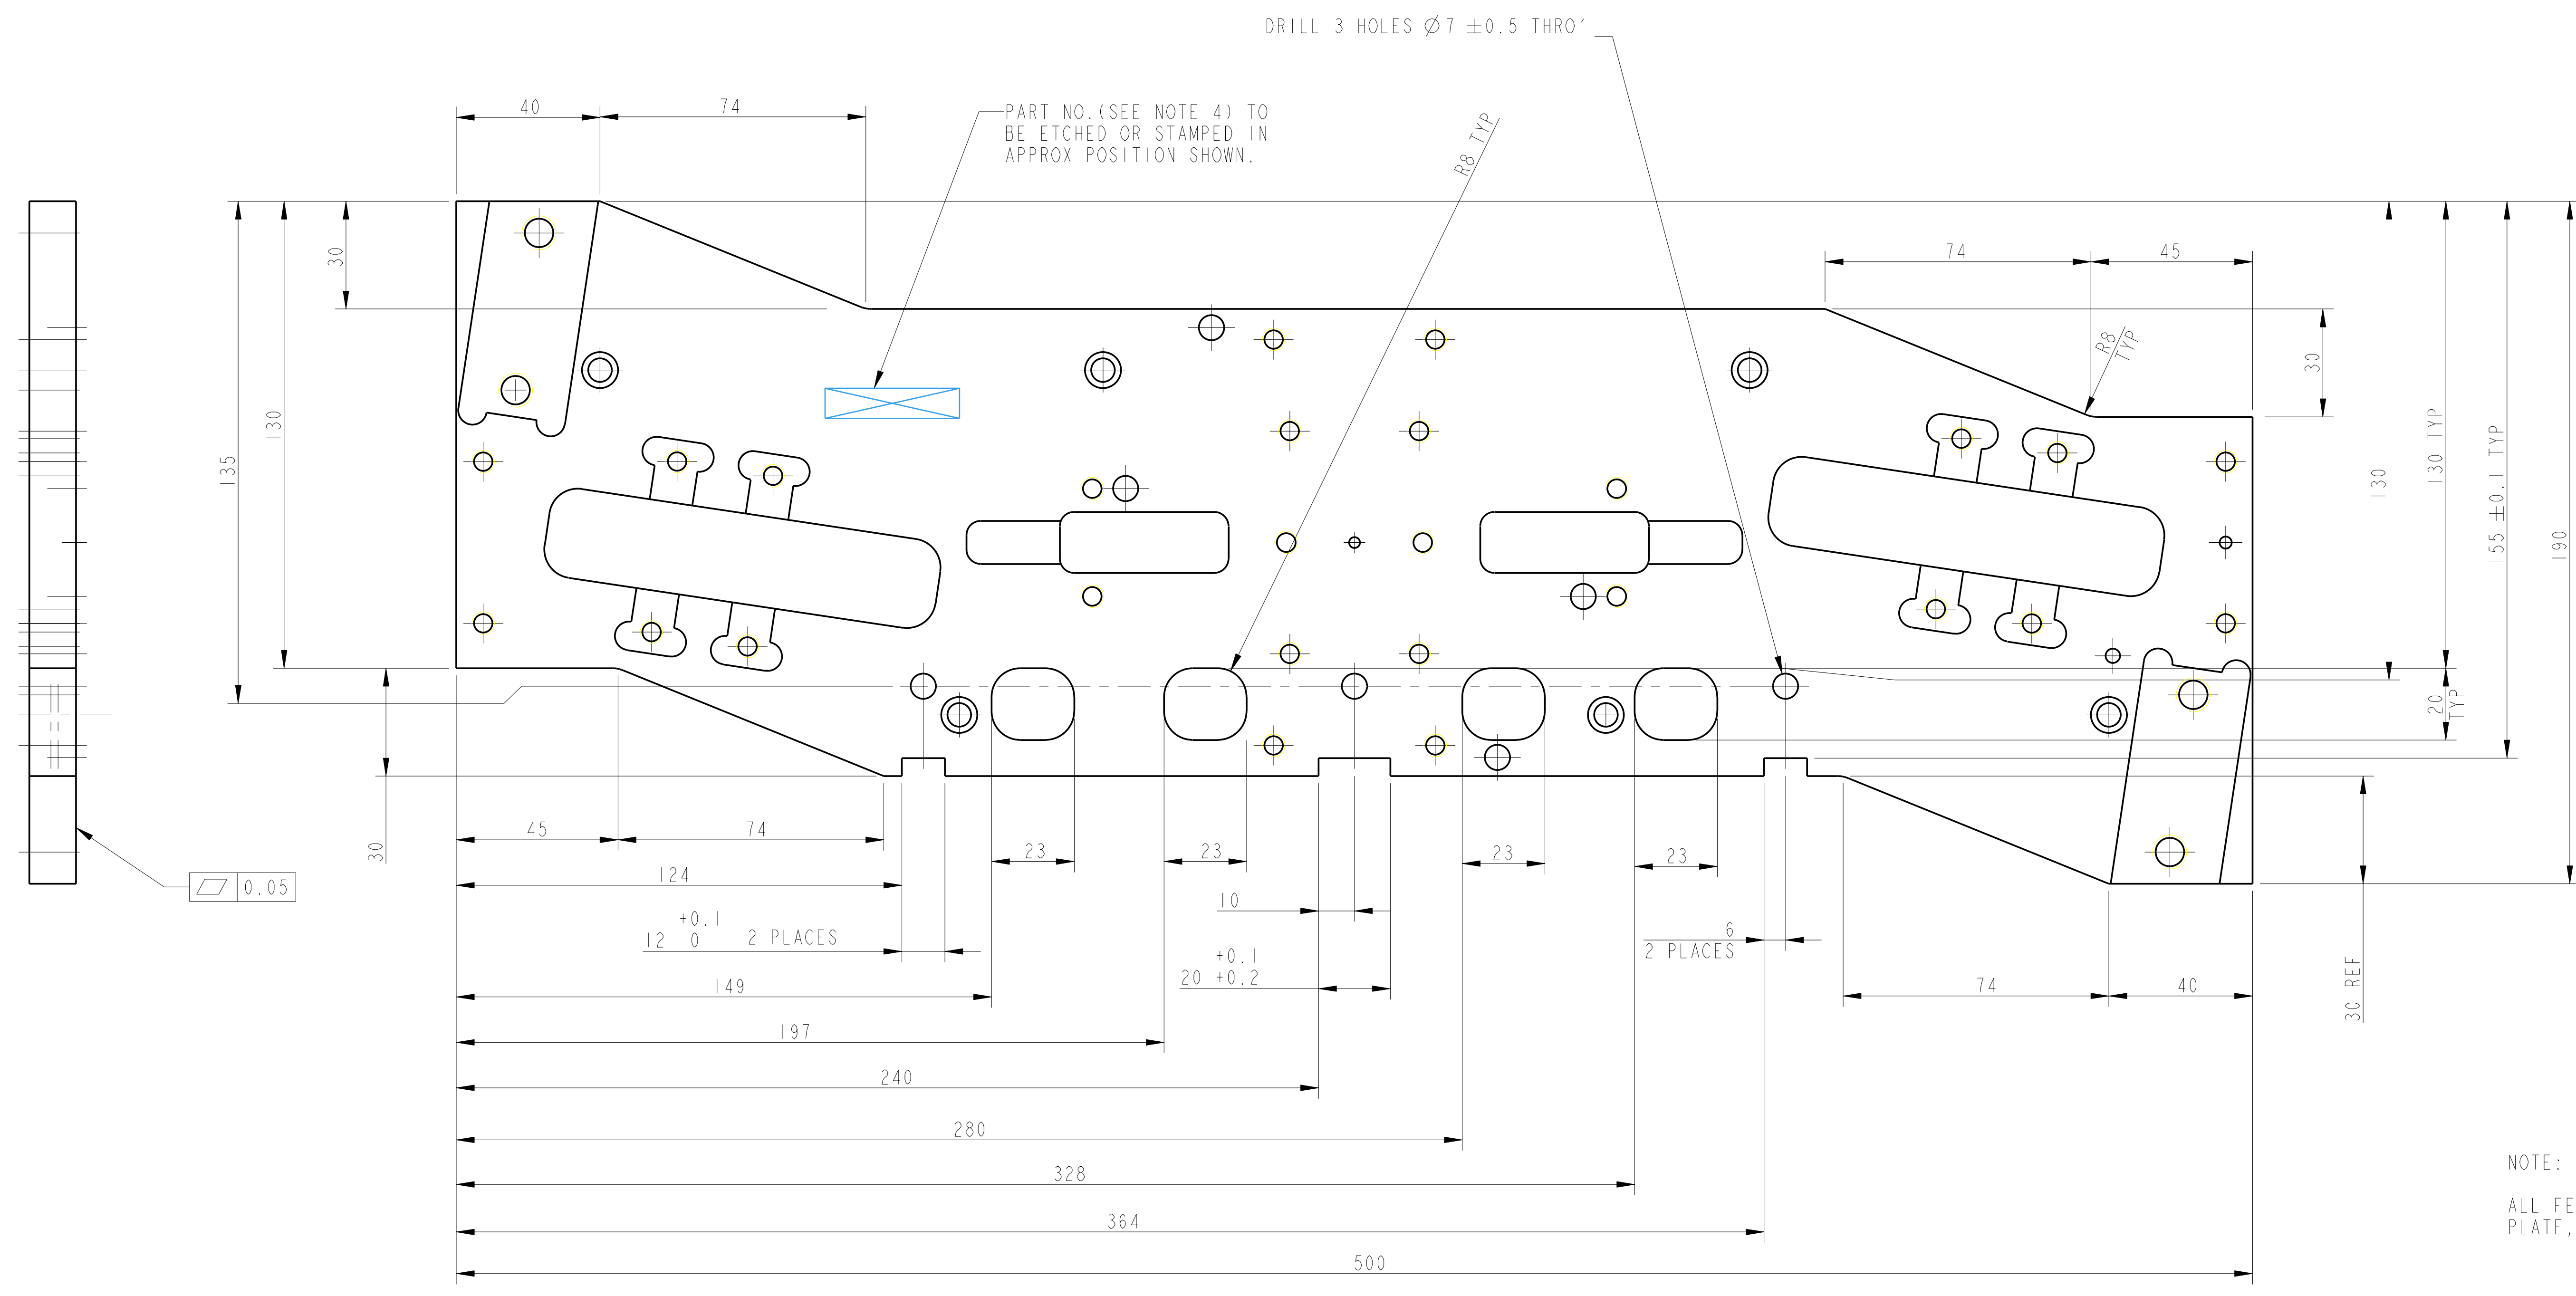 DRILL 3 HOLES Ø7 ±0.5 THRO'
PART NO.(SEE NOTE 4) TO
BE ETCHED OR STAMPED IN
APPROX POSITION SHOWN.
R8 TYP
40
74
74
45
30
135
130
30
R8
TYP
30
130
130 TYP
155 ±0.1 TYP
190
20
TYP
0.05
30
45
74
124
+0.1
12 0 2 PLACES
23
23
23
23
10
+0.1
20 +0.2
6
2 PLACES
149
74
40
30 REF
197
240
280
328
364
500
NOTE:
ALL FE
PLATE,